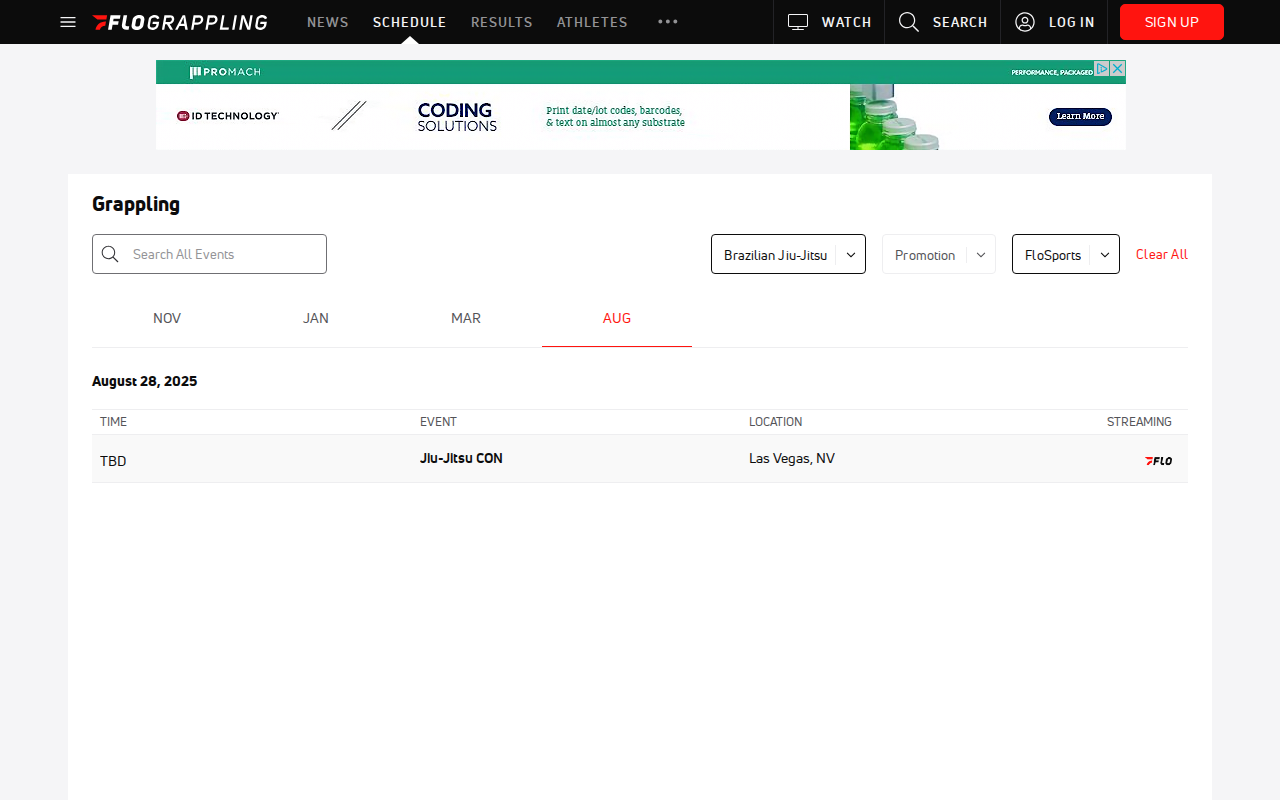 FLOGRAPPLING NEWS SCHEDULE RESULTS ATHLETES ••• WATCH SEARCH LOG IN SIGN UP
PROMACH PERFORMANCE, PACKAGED
ID TECHNOLOGY CODING SOLUTIONS Print date/lot codes, barcodes, & text on almost any substrate Learn More
Grappling
Search All Events Brazilian Jiu-Jitsu Promotion FloSports Clear All
NOV JAN MAR AUG
August 28, 2025
TIME EVENT LOCATION STREAMING
TBD Jiu-Jitsu CON Las Vegas, NV FLO